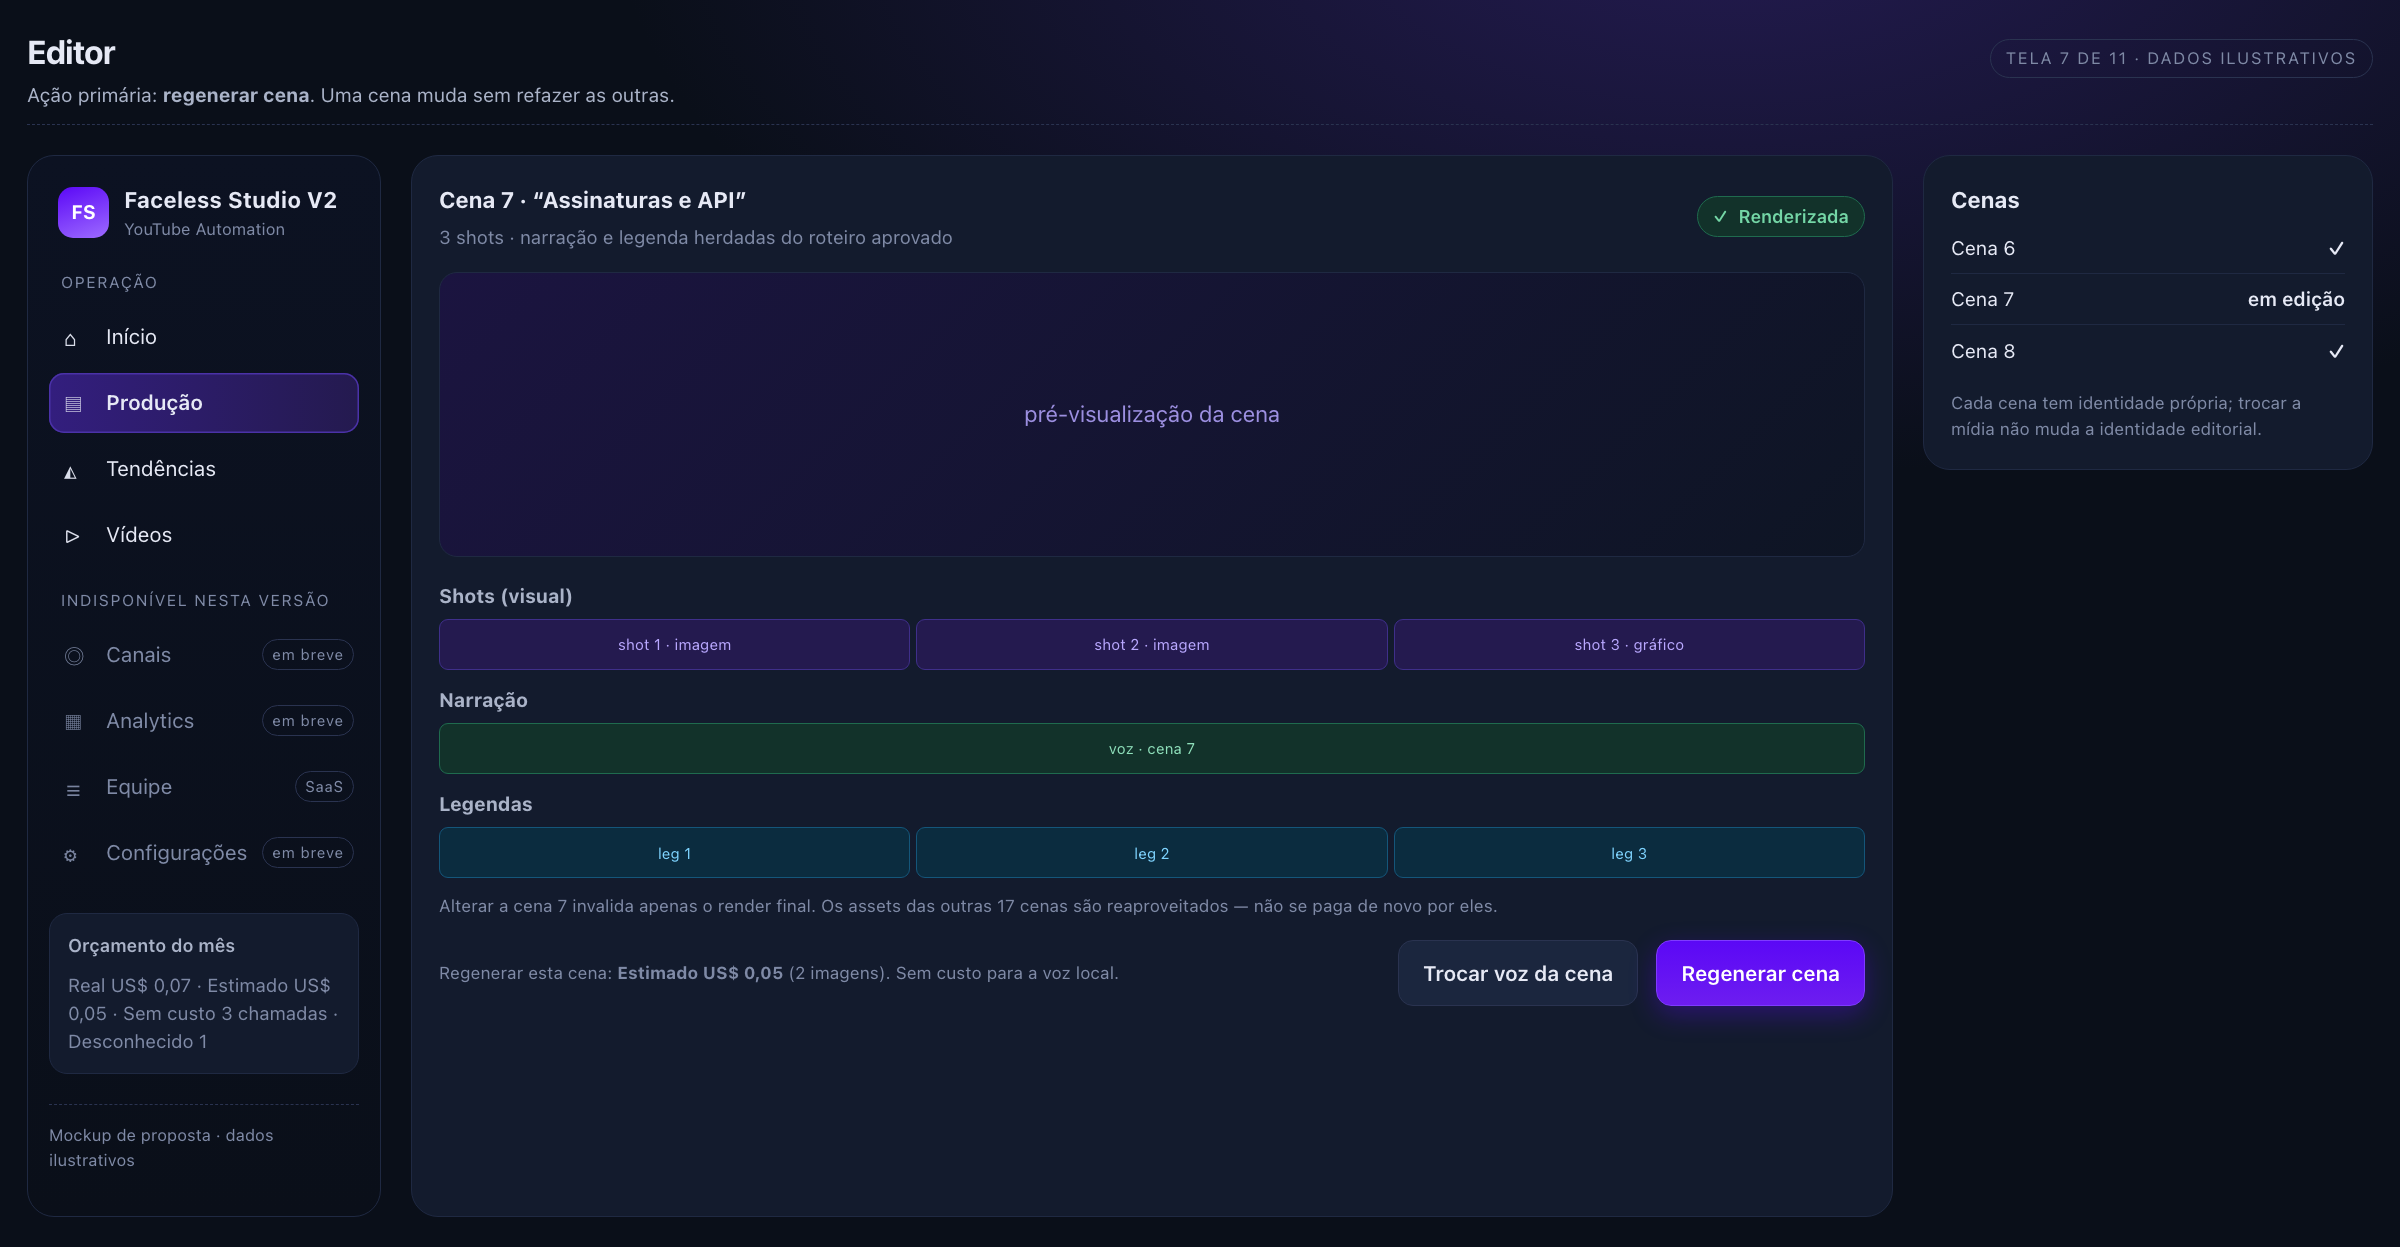 Editor
Ação primária: regenerar cena. Uma cena muda sem refazer as outras.
TELA 7 DE 11 · DADOS ILUSTRATIVOS
FS
Faceless Studio V2
YouTube Automation
OPERAÇÃO
Início
Produção
Tendências
Vídeos
INDISPONÍVEL NESTA VERSÃO
Canais
em breve
Analytics
em breve
Equipe
SaaS
Configurações
em breve
Orçamento do mês
Real US$ 0,07 · Estimado US$
0,05 · Sem custo 3 chamadas ·
Desconhecido 1
Mockup de proposta · dados
ilustrativos
Cena 7 · “Assinaturas e API”
3 shots · narração e legenda herdadas do roteiro aprovado
✓ Renderizada
pré-visualização da cena
Shots (visual)
shot 1 · imagem
shot 2 · imagem
shot 3 · gráfico
Narração
voz · cena 7
Legendas
leg 1
leg 2
leg 3
Alterar a cena 7 invalida apenas o render final. Os assets das outras 17 cenas são reaproveitados — não se paga de novo por eles.
Regenerar esta cena: Estimado US$ 0,05 (2 imagens). Sem custo para a voz local.
Trocar voz da cena
Regenerar cena
Cenas
Cena 6 ✓
Cena 7 em edição
Cena 8 ✓
Cada cena tem identidade própria; trocar a
mídia não muda a identidade editorial.